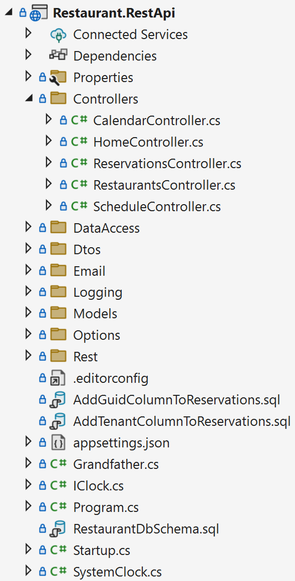 Restaurant.RestApi
Connected Services
Dependencies
Properties
Controllers
C# CalendarController.cs
C# HomeController.cs
C# ReservationsController.cs
C# RestaurantsController.cs
C# ScheduleController.cs
DataAccess
Dtos
Email
Logging
Models
Options
Rest
.editorconfig
AddGuidColumnToReservations.sql
AddTenantColumnToReservations.sql
appsettings.json
C# Grandfather.cs
C# IClock.cs
C# Program.cs
RestaurantDbSchema.sql
C# Startup.cs
C# SystemClock.cs